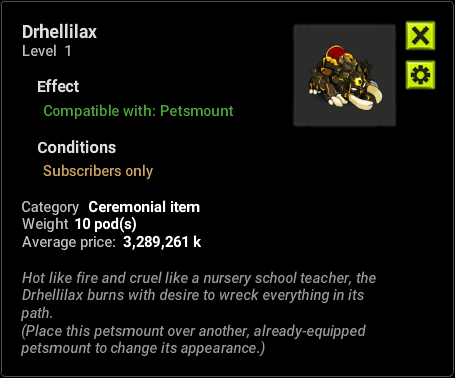 Drhellilax
Level 1
Effect
Compatible with: Petsmount
Conditions
Subscribers only
Category Ceremonial item
Weight 10 pod(s)
Average price: 3,289,261 k
Hot like fire and cruel like a nursery school teacher, the
Drhellilax burns with desire to wreck everything in its
path.
(Place this petsmount over another, already-equipped
petsmount to change its appearance.)